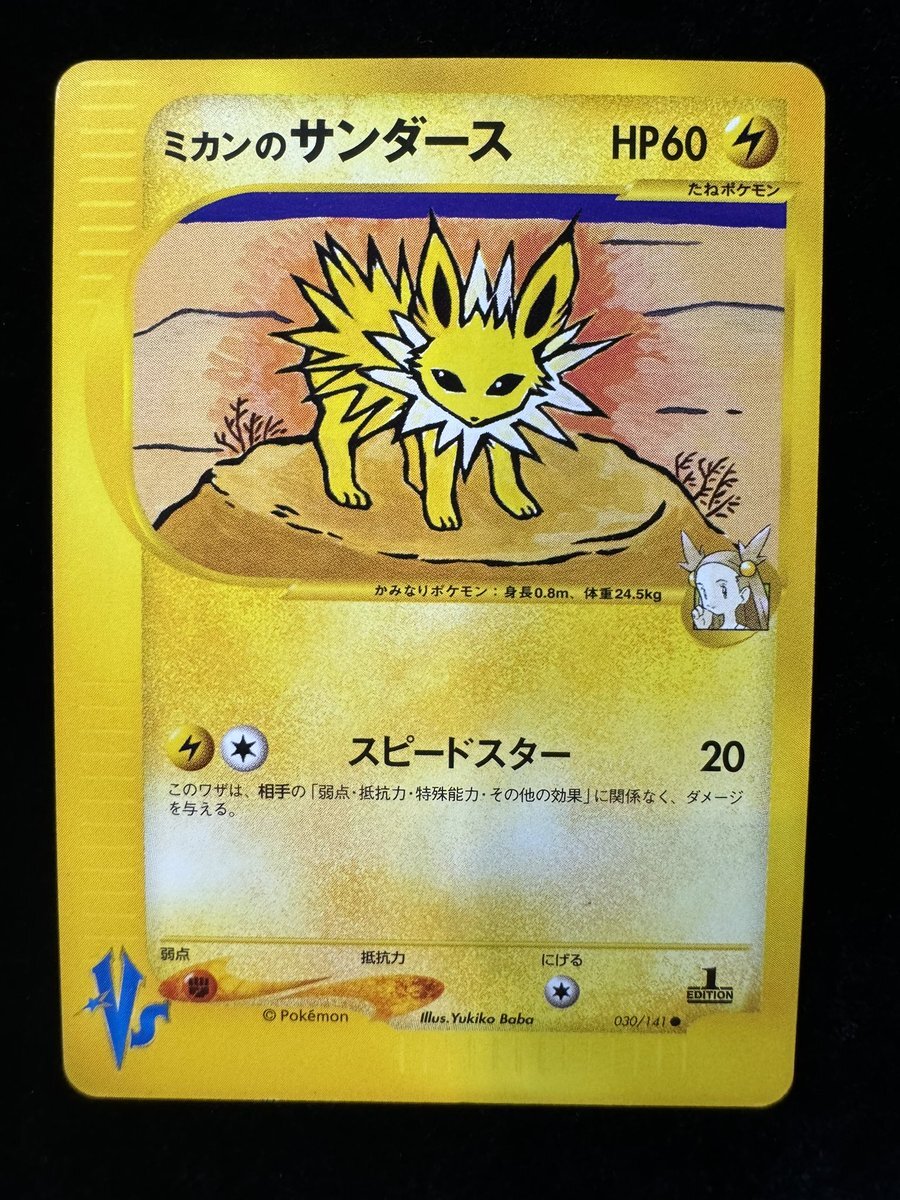 ミカンのサンダース HP60
たねポケモン
かみなりポケモン：身長0.8m、体重24.5kg
スピードスター 20
このワザは、相手の「弱点・抵抗力・特殊能力・その他の効果」に関係なく、ダメージ
を与える。
弱点 抵抗力 にげる
1
EDITION
VS
© Pokémon Illus. Yukiko Baba 030/141